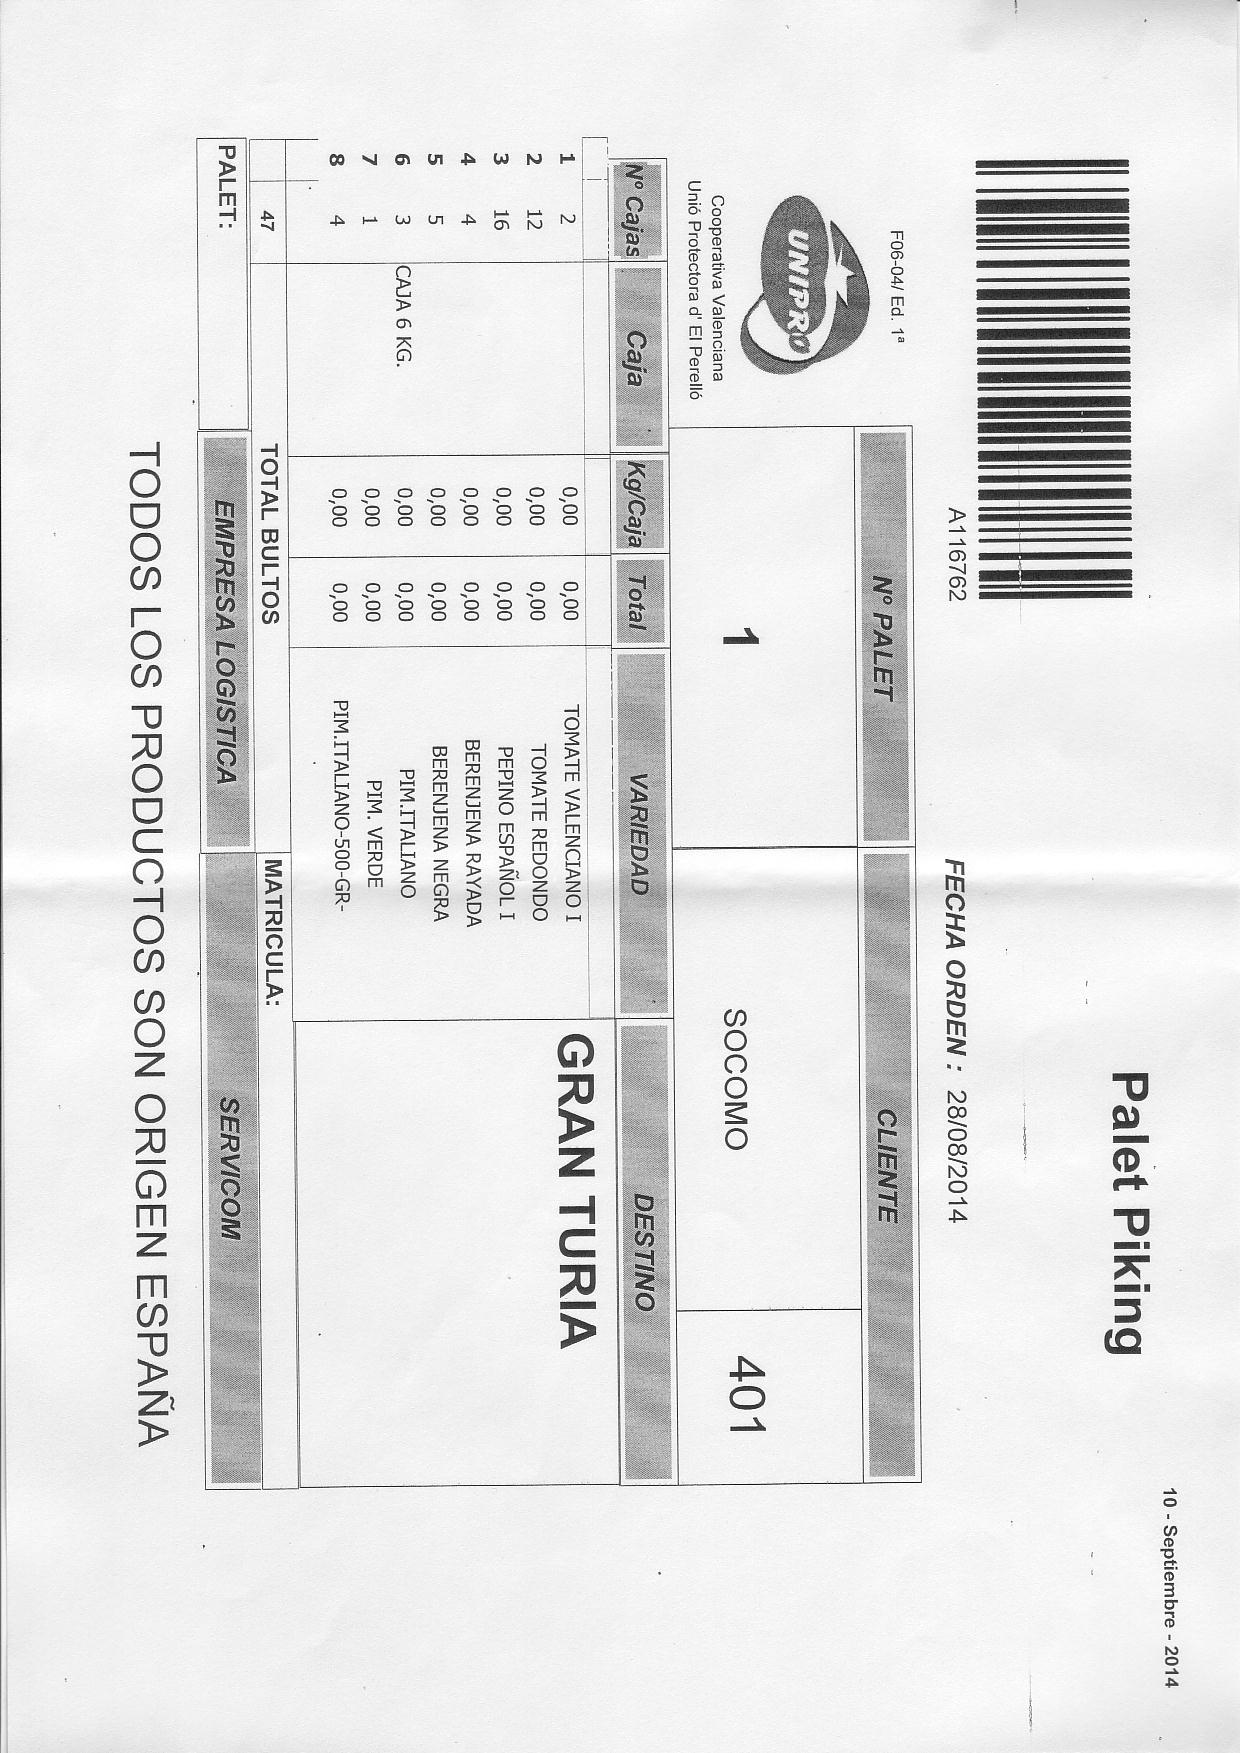 10 - Septiembre - 2014
Palet Piking
A116762
FECHA ORDEN : 28/08/2014
F06-04/ Ed. 1ª
UNIPRO
Cooperativa Valenciana
Unió Protectora d' El Perelló
Nº PALET CLIENTE
1 SOCOMO 401
Nº Cajas Caja Kg/Caja Total VARIEDAD DESTINO
1 2 0,00 0,00 TOMATE VALENCIANO I GRAN TURIA
2 12 0,00 0,00 TOMATE REDONDO
3 16 0,00 0,00 PEPINO ESPAÑOL I
4 4 0,00 0,00 BERENJENA RAYADA
5 5 0,00 0,00 BERENJENA NEGRA
6 3 CAJA 6 KG. 0,00 0,00 PIM.ITALIANO
7 1 0,00 0,00 PIM. VERDE
8 4 0,00 0,00 PIM.ITALIANO-500-GR-
47 TOTAL BULTOS MATRICULA:
PALET: EMPRESA LOGISTICA SERVICOM
TODOS LOS PRODUCTOS SON ORIGEN ESPAÑA